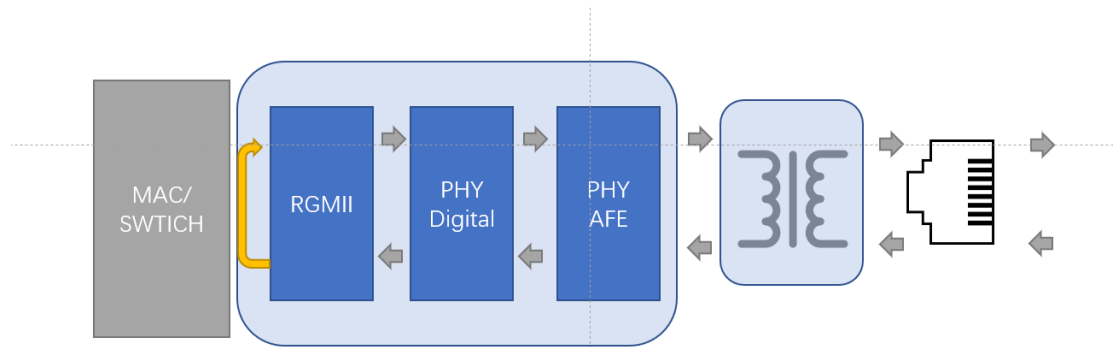 MAC/
SWTICH
RGMII
PHY
Digital
PHY
AFE